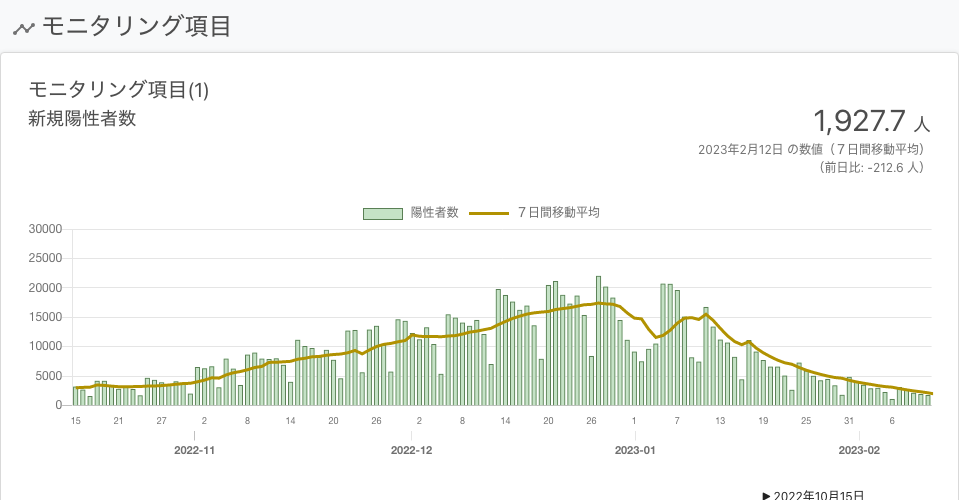 モニタリング項目
モニタリング項目(1)
新規陽性者数
1,927.7 人
2023年2月12日 の数値（７日間移動平均）
（前日比: -212.6 人）
陽性者数 ７日間移動平均
30000
25000
20000
15000
10000
5000
0
15 21 27 2 8 14 20 26 2 8 14 20 26 1 7 13 19 25 31 6
2022-11 2022-12 2023-01 2023-02
▶ 2022年10月15日